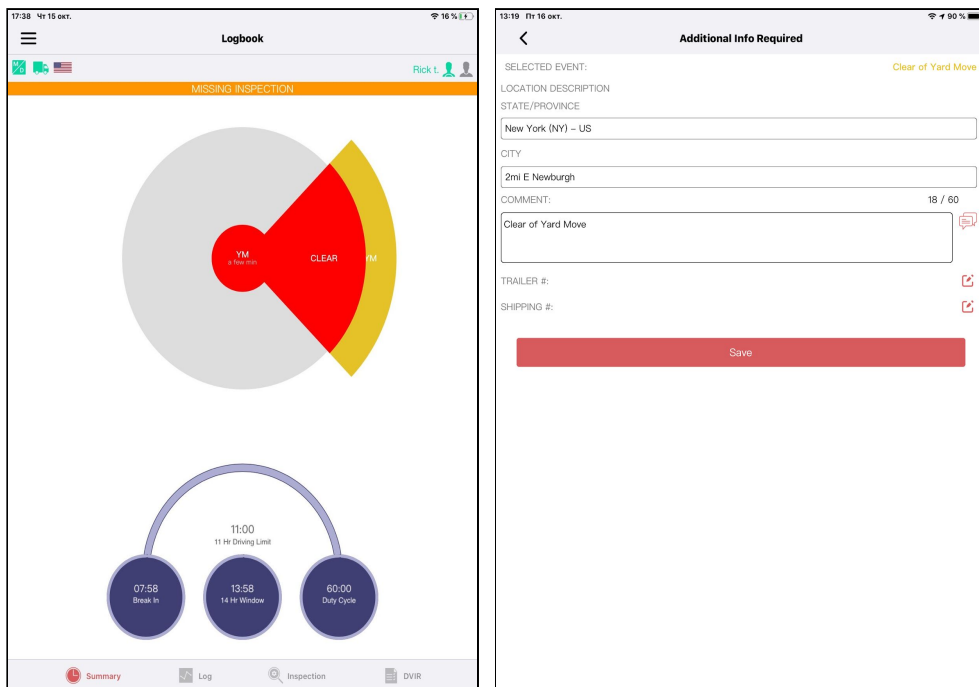 17:38 Чт 15 окт.
16 %
Logbook
M/D
Rick t.
MISSING INSPECTION
YM
a few min
CLEAR
YM
11:00
11 Hr Driving Limit
07:58
Break In
13:58
14 Hr Window
60:00
Duty Cycle
Summary
Log
Inspection
DVIR
13:19 Пт 16 окт.
90 %
Additional Info Required
SELECTED EVENT:
Clear of Yard Move
LOCATION DESCRIPTION
STATE/PROVINCE
New York (NY) – US
CITY
2mi E Newburgh
COMMENT:
18 / 60
Clear of Yard Move
TRAILER #:
SHIPPING #:
Save